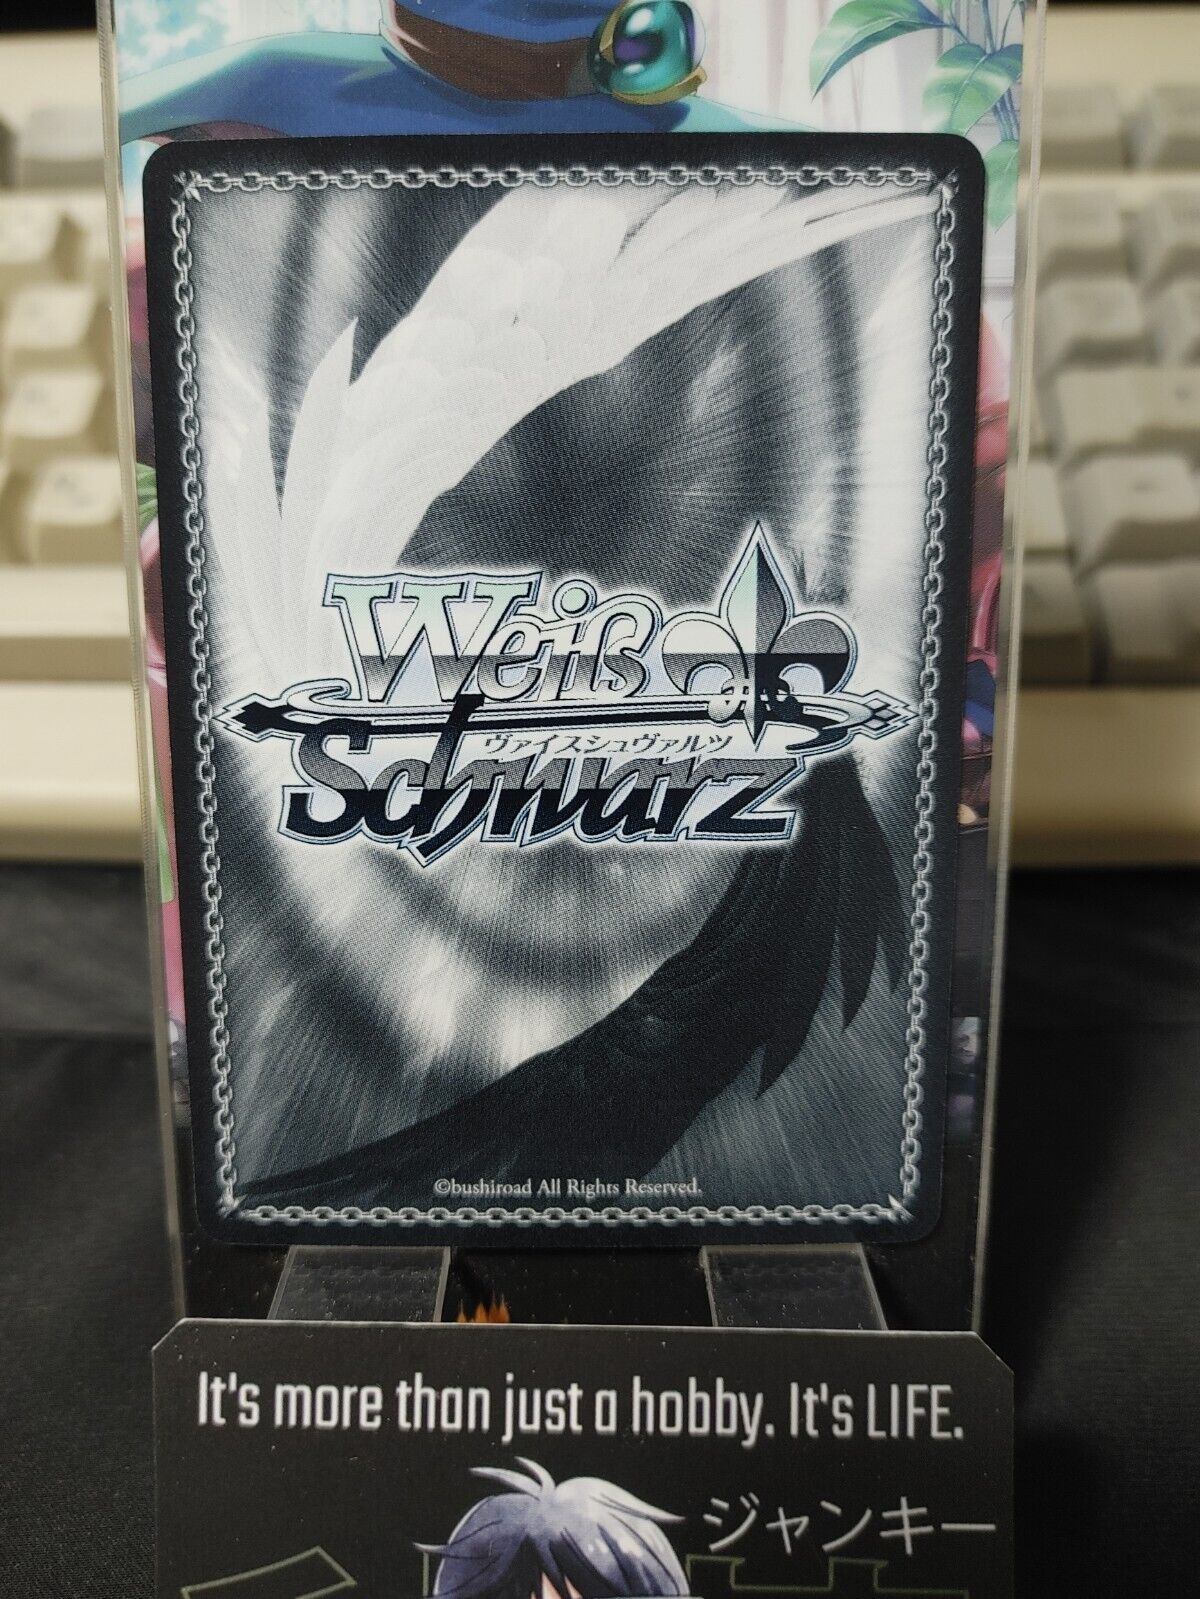 Weiß
Schwarz
ヴァイスシュヴァルツ
©bushiroad All Rights Reserved.
It's more than just a hobby. It's LIFE.
ジャンキー